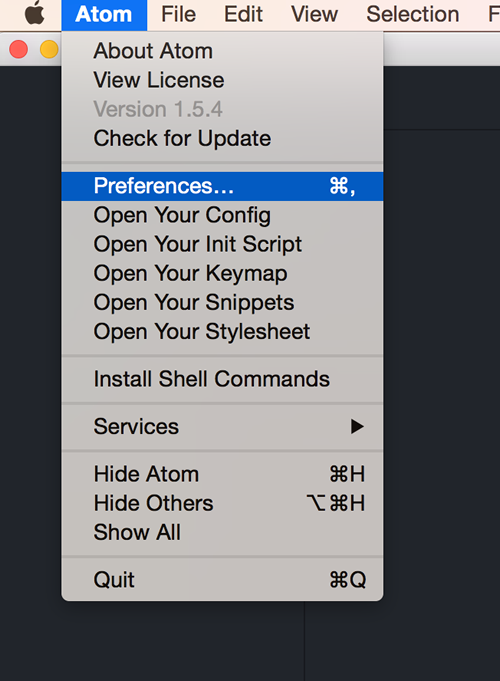 Atom File Edit View Selection F
About Atom
View License
Version 1.5.4
Check for Update
Preferences... ⌘,
Open Your Config
Open Your Init Script
Open Your Keymap
Open Your Snippets
Open Your Stylesheet
Install Shell Commands
Services ▶
Hide Atom ⌘H
Hide Others ⌥⌘H
Show All
Quit ⌘Q